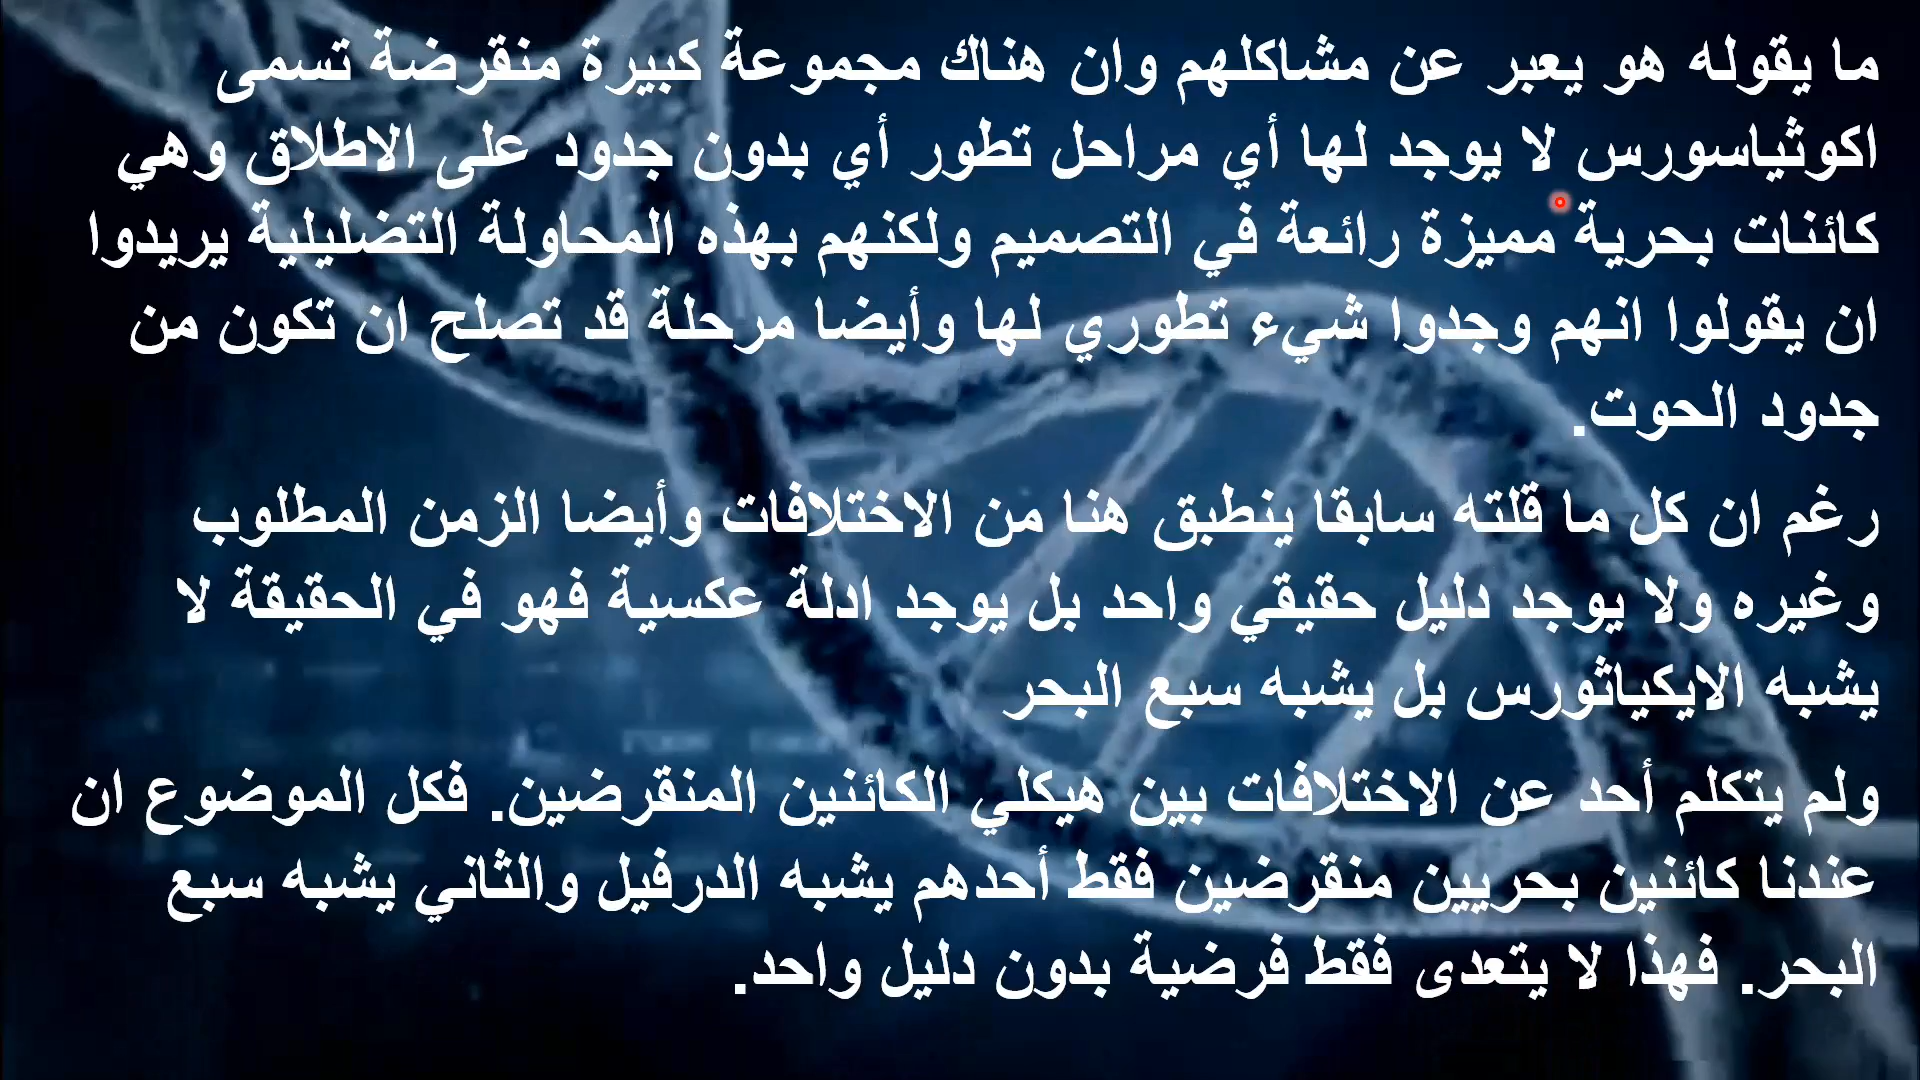 ما يقوله هو يعبر عن مشاكلهم وان هناك مجموعة كبيرة منقرضة تسمى
اكوثياسورس لا يوجد لها أي مراحل تطور أي بدون جدود على الاطلاق وهي
كائنات بحرية مميزة رائعة في التصميم ولكنهم بهذه المحاولة التضليلية يريدوا
ان يقولوا انهم وجدوا شيء تطوري لها وأيضا مرحلة قد تصلح ان تكون من
جدود الحوت.
رغم ان كل ما قلته سابقا ينطبق هنا من الاختلافات وأيضا الزمن المطلوب
وغيره ولا يوجد دليل حقيقي واحد بل يوجد ادلة عكسية فهو في الحقيقة لا
يشبه الايكياثورس بل يشبه سبع البحر
ولم يتكلم أحد عن الاختلافات بين هيكلي الكائنين المنقرضين. فكل الموضوع ان
عندنا كائنين بحريين منقرضين فقط أحدهم يشبه الدرفيل والثاني يشبه سبع
البحر. فهذا لا يتعدى فقط فرضية بدون دليل واحد.